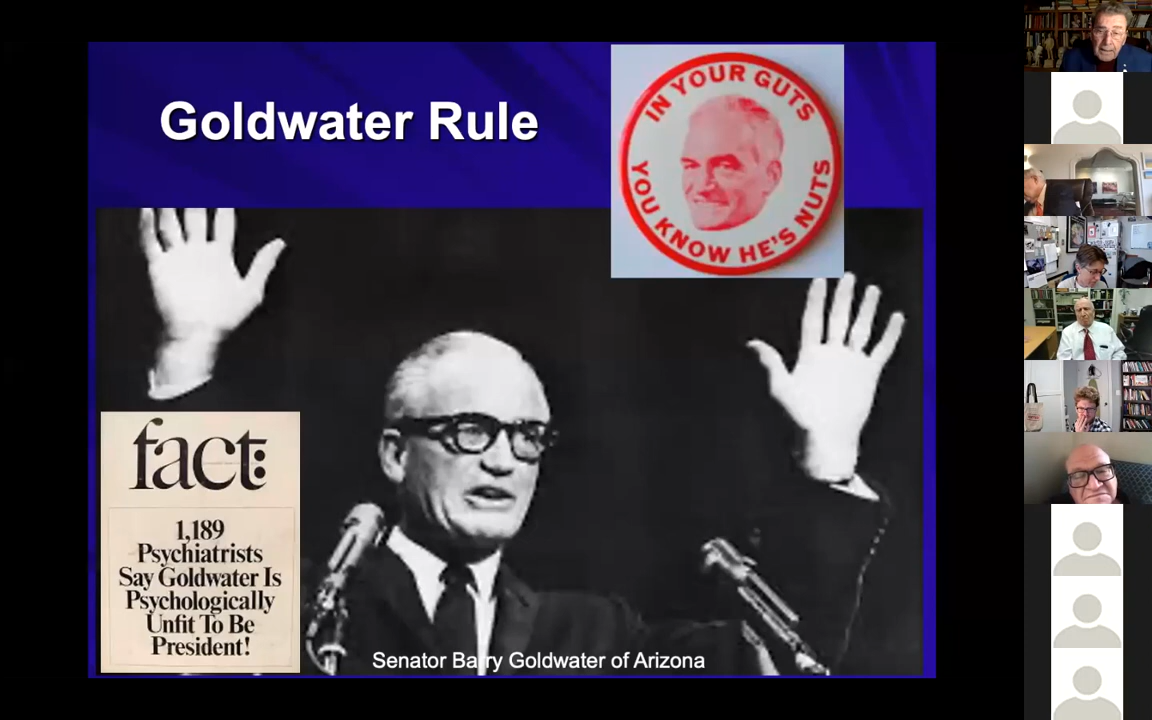 Goldwater Rule
IN YOUR GUTS
YOU KNOW HE'S NUTS
fact:
1,189
Psychiatrists
Say Goldwater Is
Psychologically
Unfit To Be
President!
Senator Barry Goldwater of Arizona